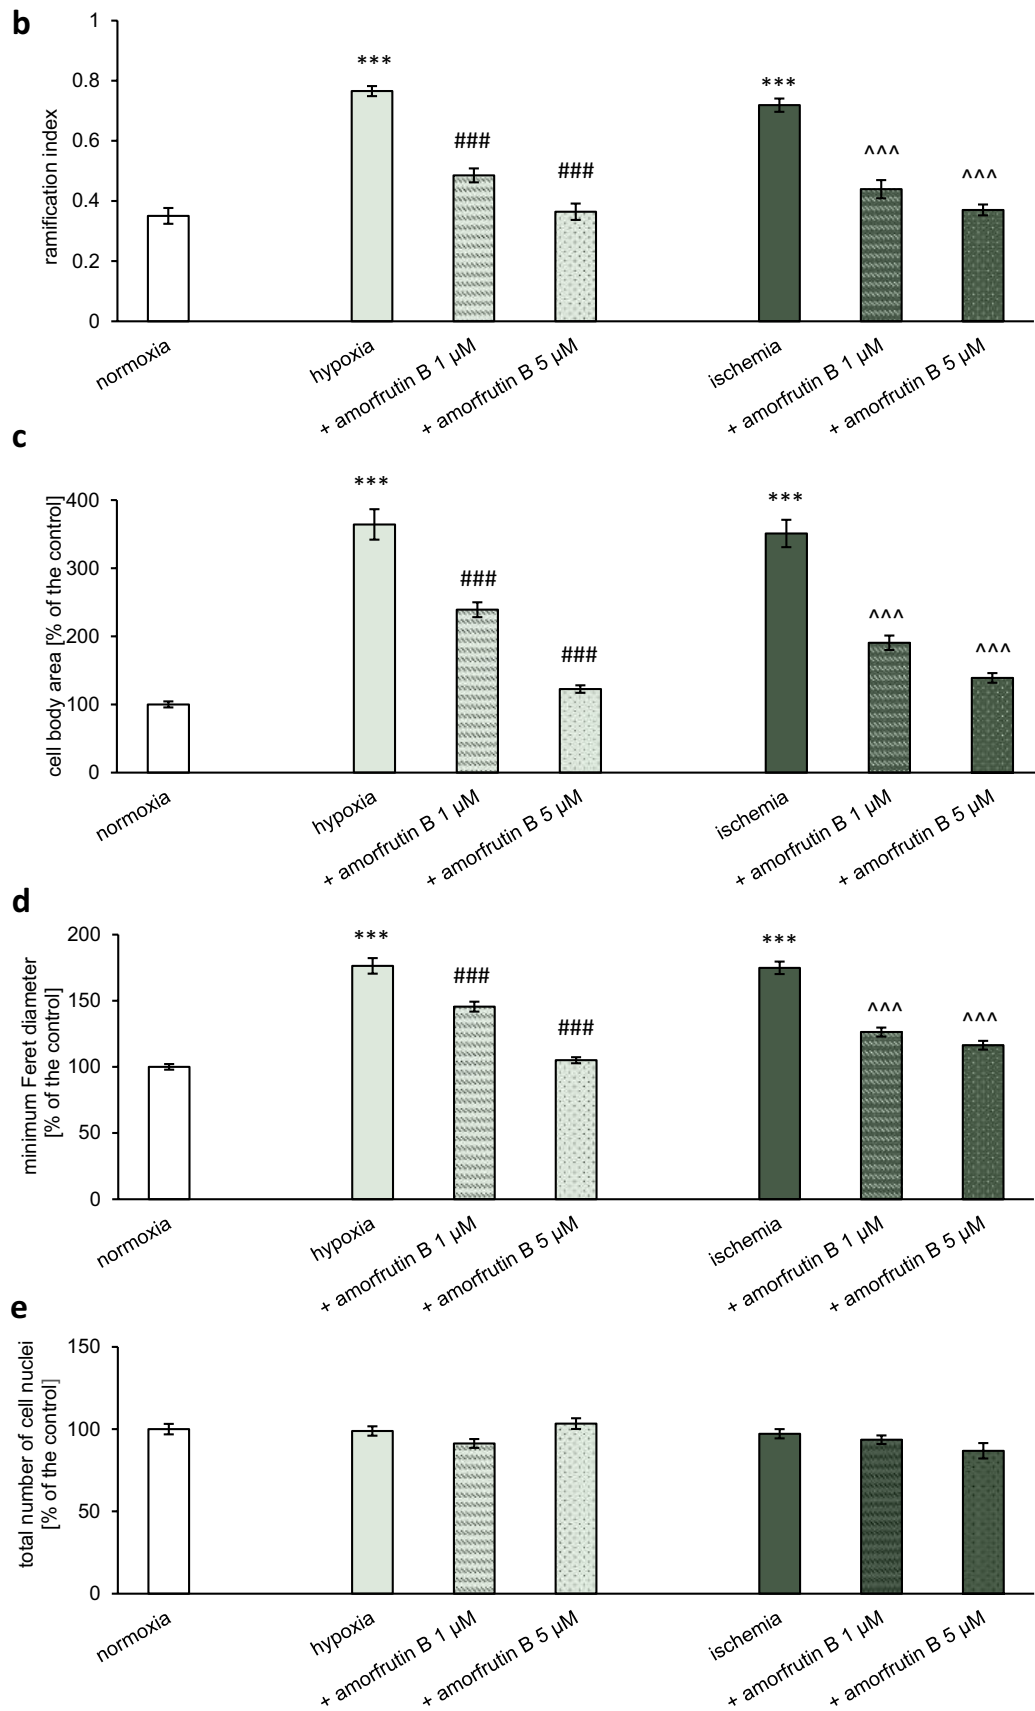 b
ramification index
1
0.8
0.6
0.4
0.2
0
***
###
###
***
^^^
^^^
normoxia
hypoxia
+ amorfrutin B 1 µM
+ amorfrutin B 5 µM
ischemia
+ amorfrutin B 1 µM
+ amorfrutin B 5 µM
c
cell body area [% of the control]
400
300
200
100
0
***
###
###
***
^^^
^^^
normoxia
hypoxia
+ amorfrutin B 1 µM
+ amorfrutin B 5 µM
ischemia
+ amorfrutin B 1 µM
+ amorfrutin B 5 µM
d
minimum Feret diameter
[% of the control]
200
150
100
50
0
***
###
###
***
^^^
^^^
normoxia
hypoxia
+ amorfrutin B 1 µM
+ amorfrutin B 5 µM
ischemia
+ amorfrutin B 1 µM
+ amorfrutin B 5 µM
e
total number of cell nuclei
[% of the control]
150
100
50
0
normoxia
hypoxia
+ amorfrutin B 1 µM
+ amorfrutin B 5 µM
ischemia
+ amorfrutin B 1 µM
+ amorfrutin B 5 µM